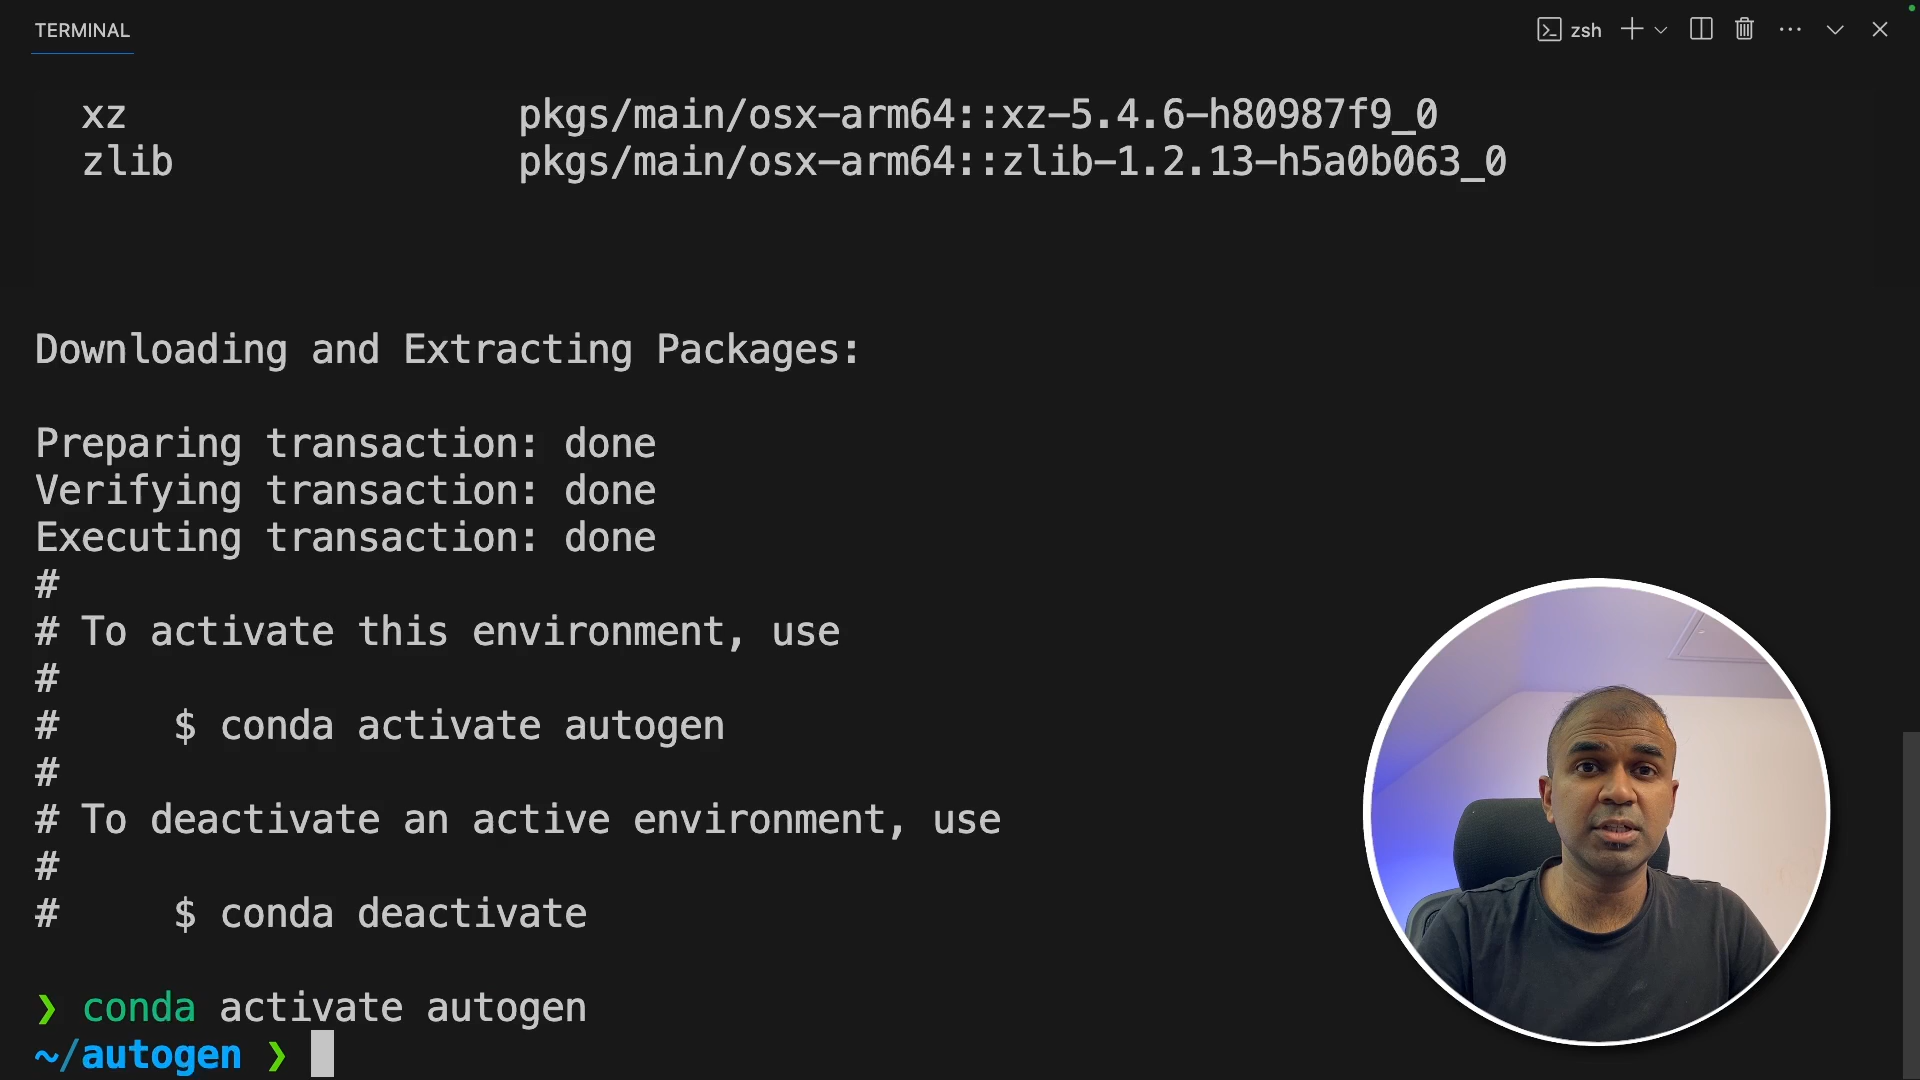 TERMINAL
zsh
xz pkgs/main/osx-arm64::xz-5.4.6-h80987f9_0
zlib pkgs/main/osx-arm64::zlib-1.2.13-h5a0b063_0
Downloading and Extracting Packages:
Preparing transaction: done
Verifying transaction: done
Executing transaction: done
#
# To activate this environment, use
#
# $ conda activate autogen
#
# To deactivate an active environment, use
#
# $ conda deactivate
❯ conda activate autogen
~/autogen ❯